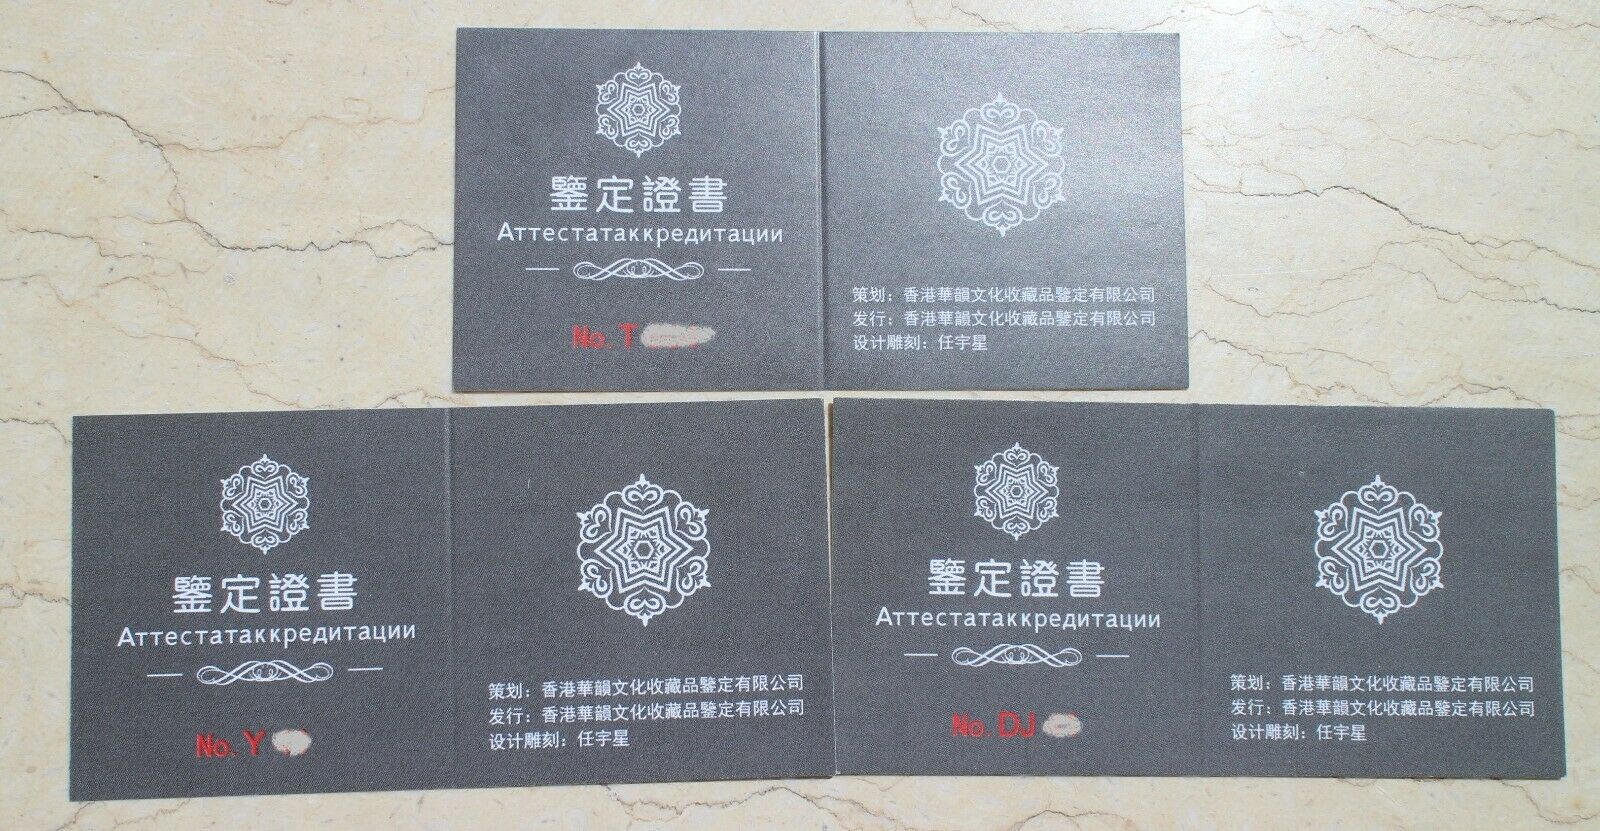 鑒定證書
Аттестатаккредитации
No. T
策划：香港華韻文化收藏品鑒定有限公司
发行：香港華韻文化收藏品鑒定有限公司
设计雕刻：任宇星
鑒定證書
Аттестатаккредитации
No. Y
策划：香港華韻文化收藏品鑒定有限公司
发行：香港華韻文化收藏品鑒定有限公司
设计雕刻：任宇星
鑒定證書
Аттестатаккредитации
No. DJ
策划：香港華韻文化收藏品鑒定有限公司
发行：香港華韻文化收藏品鑒定有限公司
设计雕刻：任宇星